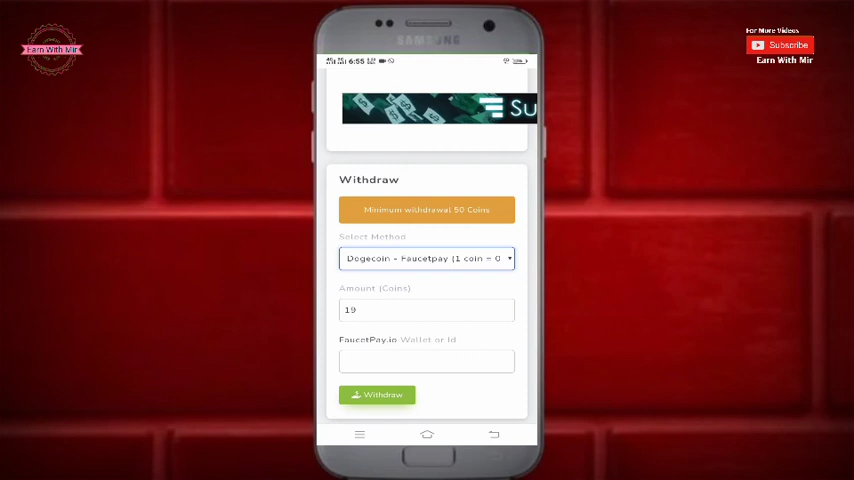 Earn With Mir
For More Videos
Subscribe
Earn With Mir
SAMSUNG
6:55
Su
Withdraw
Minimum withdrawal 50 Coins
Select Method
Dogecoin - Faucetpay (1 coin = 0
Amount (Coins)
19
FaucetPay.io Wallet or Id
Withdraw